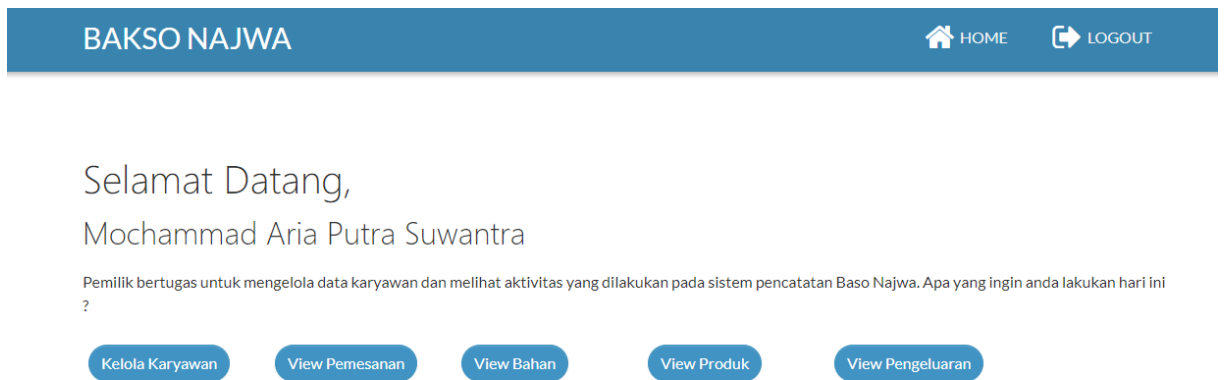 BAKSO NAJWA HOME LOGOUT
Selamat Datang,
Mochammad Aria Putra Suwantra
Pemilik bertugas untuk mengelola data karyawan dan melihat aktivitas yang dilakukan pada sistem pencatatan Baso Najwa. Apa yang ingin anda lakukan hari ini
?
Kelola Karyawan View Pemesanan View Bahan View Produk View Pengeluaran